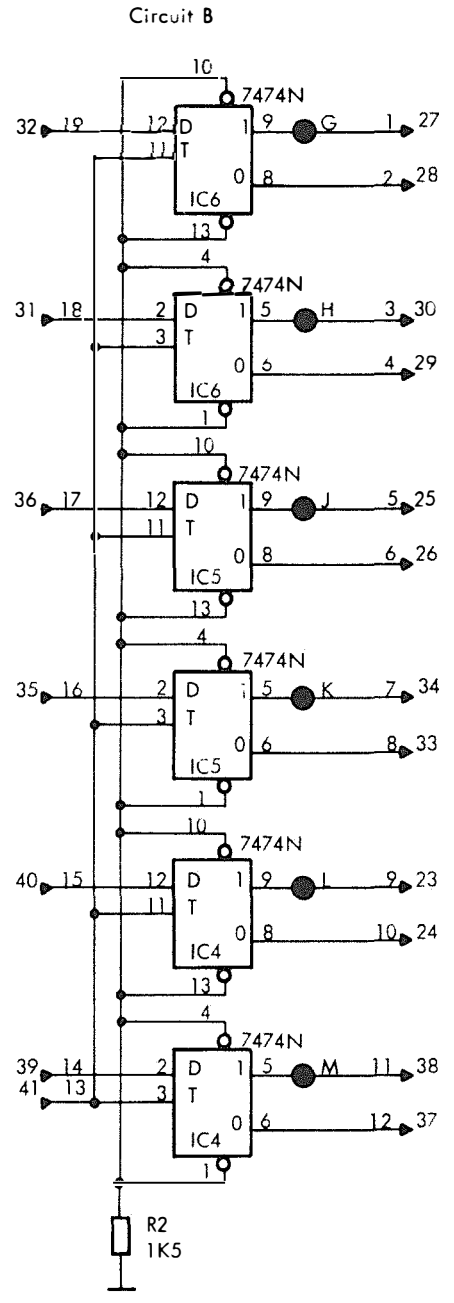 Circuit B
10
7474N
32 19 12 D 1 9 G 1 27
11 T
0 8 2 28
IC6
13
4
7474N
31 18 2 D 1 5 H 3 30
3 T
0 6 4 29
IC6
1
10
7474N
36 17 12 D 1 9 J 5 25
11 T
0 8 6 26
IC5
13
4
7474N
35 16 2 D 1 5 K 7 34
3 T
0 6 8 33
IC5
1
10
7474N
40 15 12 D 1 9 L 9 23
11 T
0 8 10 24
IC4
13
4
7474N
39 14 2 D 1 5 M 11 38
41 13 3 T
0 6 12 37
IC4
1
R2
1K5